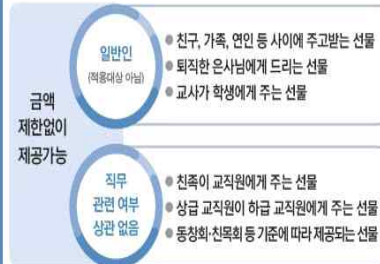 금액
제한없이
제공가능
일반인
(적용대상 아님)
• 친구, 가족, 연인 등 사이에 주고받는 선물
• 퇴직한 은사님에게 드리는 선물
• 교사가 학생에게 주는 선물
직무
관련 여부
상관 없음
• 친족이 교직원에게 주는 선물
• 상급 교직원이 하급 교직원에게 주는 선물
• 동창회·친목회 등 기준에 따라 제공되는 선물